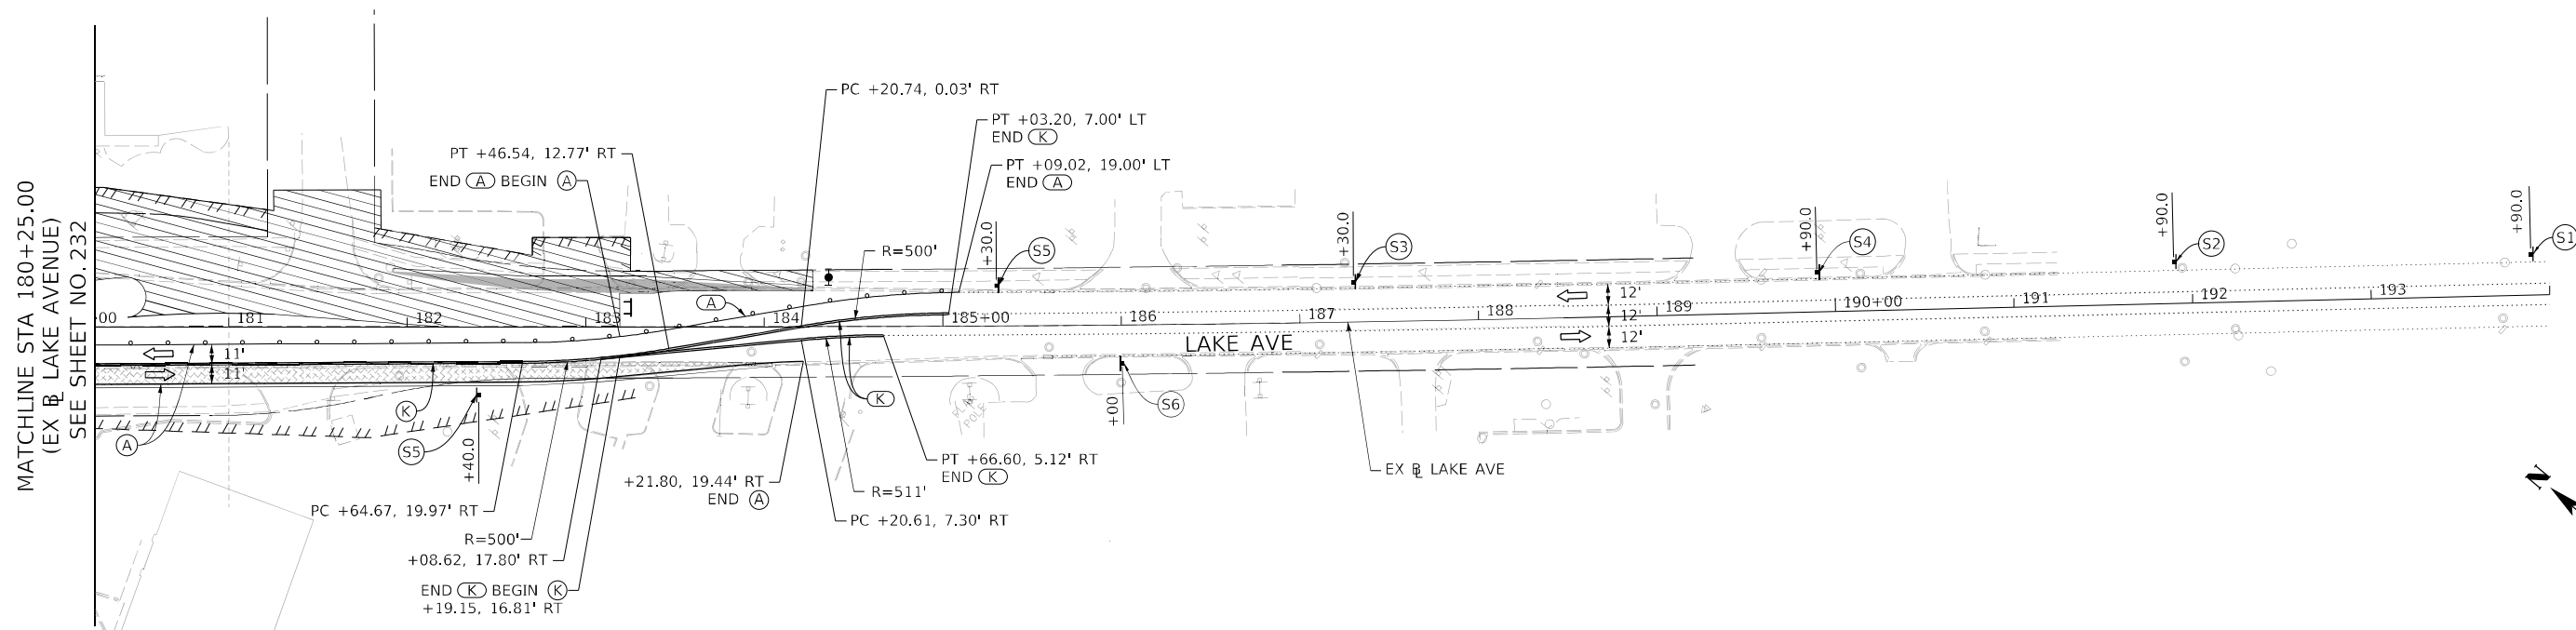 MATCHLINE STA 180+25.00
(EX ℄ LAKE AVENUE)
SEE SHEET NO. 232
PC +20.74, 0.03' RT
PT +03.20, 7.00' LT
END K
PT +46.54, 12.77' RT
END A BEGIN A
PT +09.02, 19.00' LT
END A
R=500'
+30.0
S5
+30.0
S3
+90.0
S4
+90.0
S2
+90.0
S1
A
+00
181
182
183
184
185+00
186
187
188
189
190+00
191
192
193
12'
12'
12'
11'
11'
LAKE AVE
K
A
K
S5
+40.0
+00
S6
FLAG
POLE
EX ℄ LAKE AVE
PT +66.60, 5.12' RT
END K
+21.80, 19.44' RT
END A
R=511'
PC +20.61, 7.30' RT
PC +64.67, 19.97' RT
R=500'
+08.62, 17.80' RT
END K BEGIN K
+19.15, 16.81' RT
N